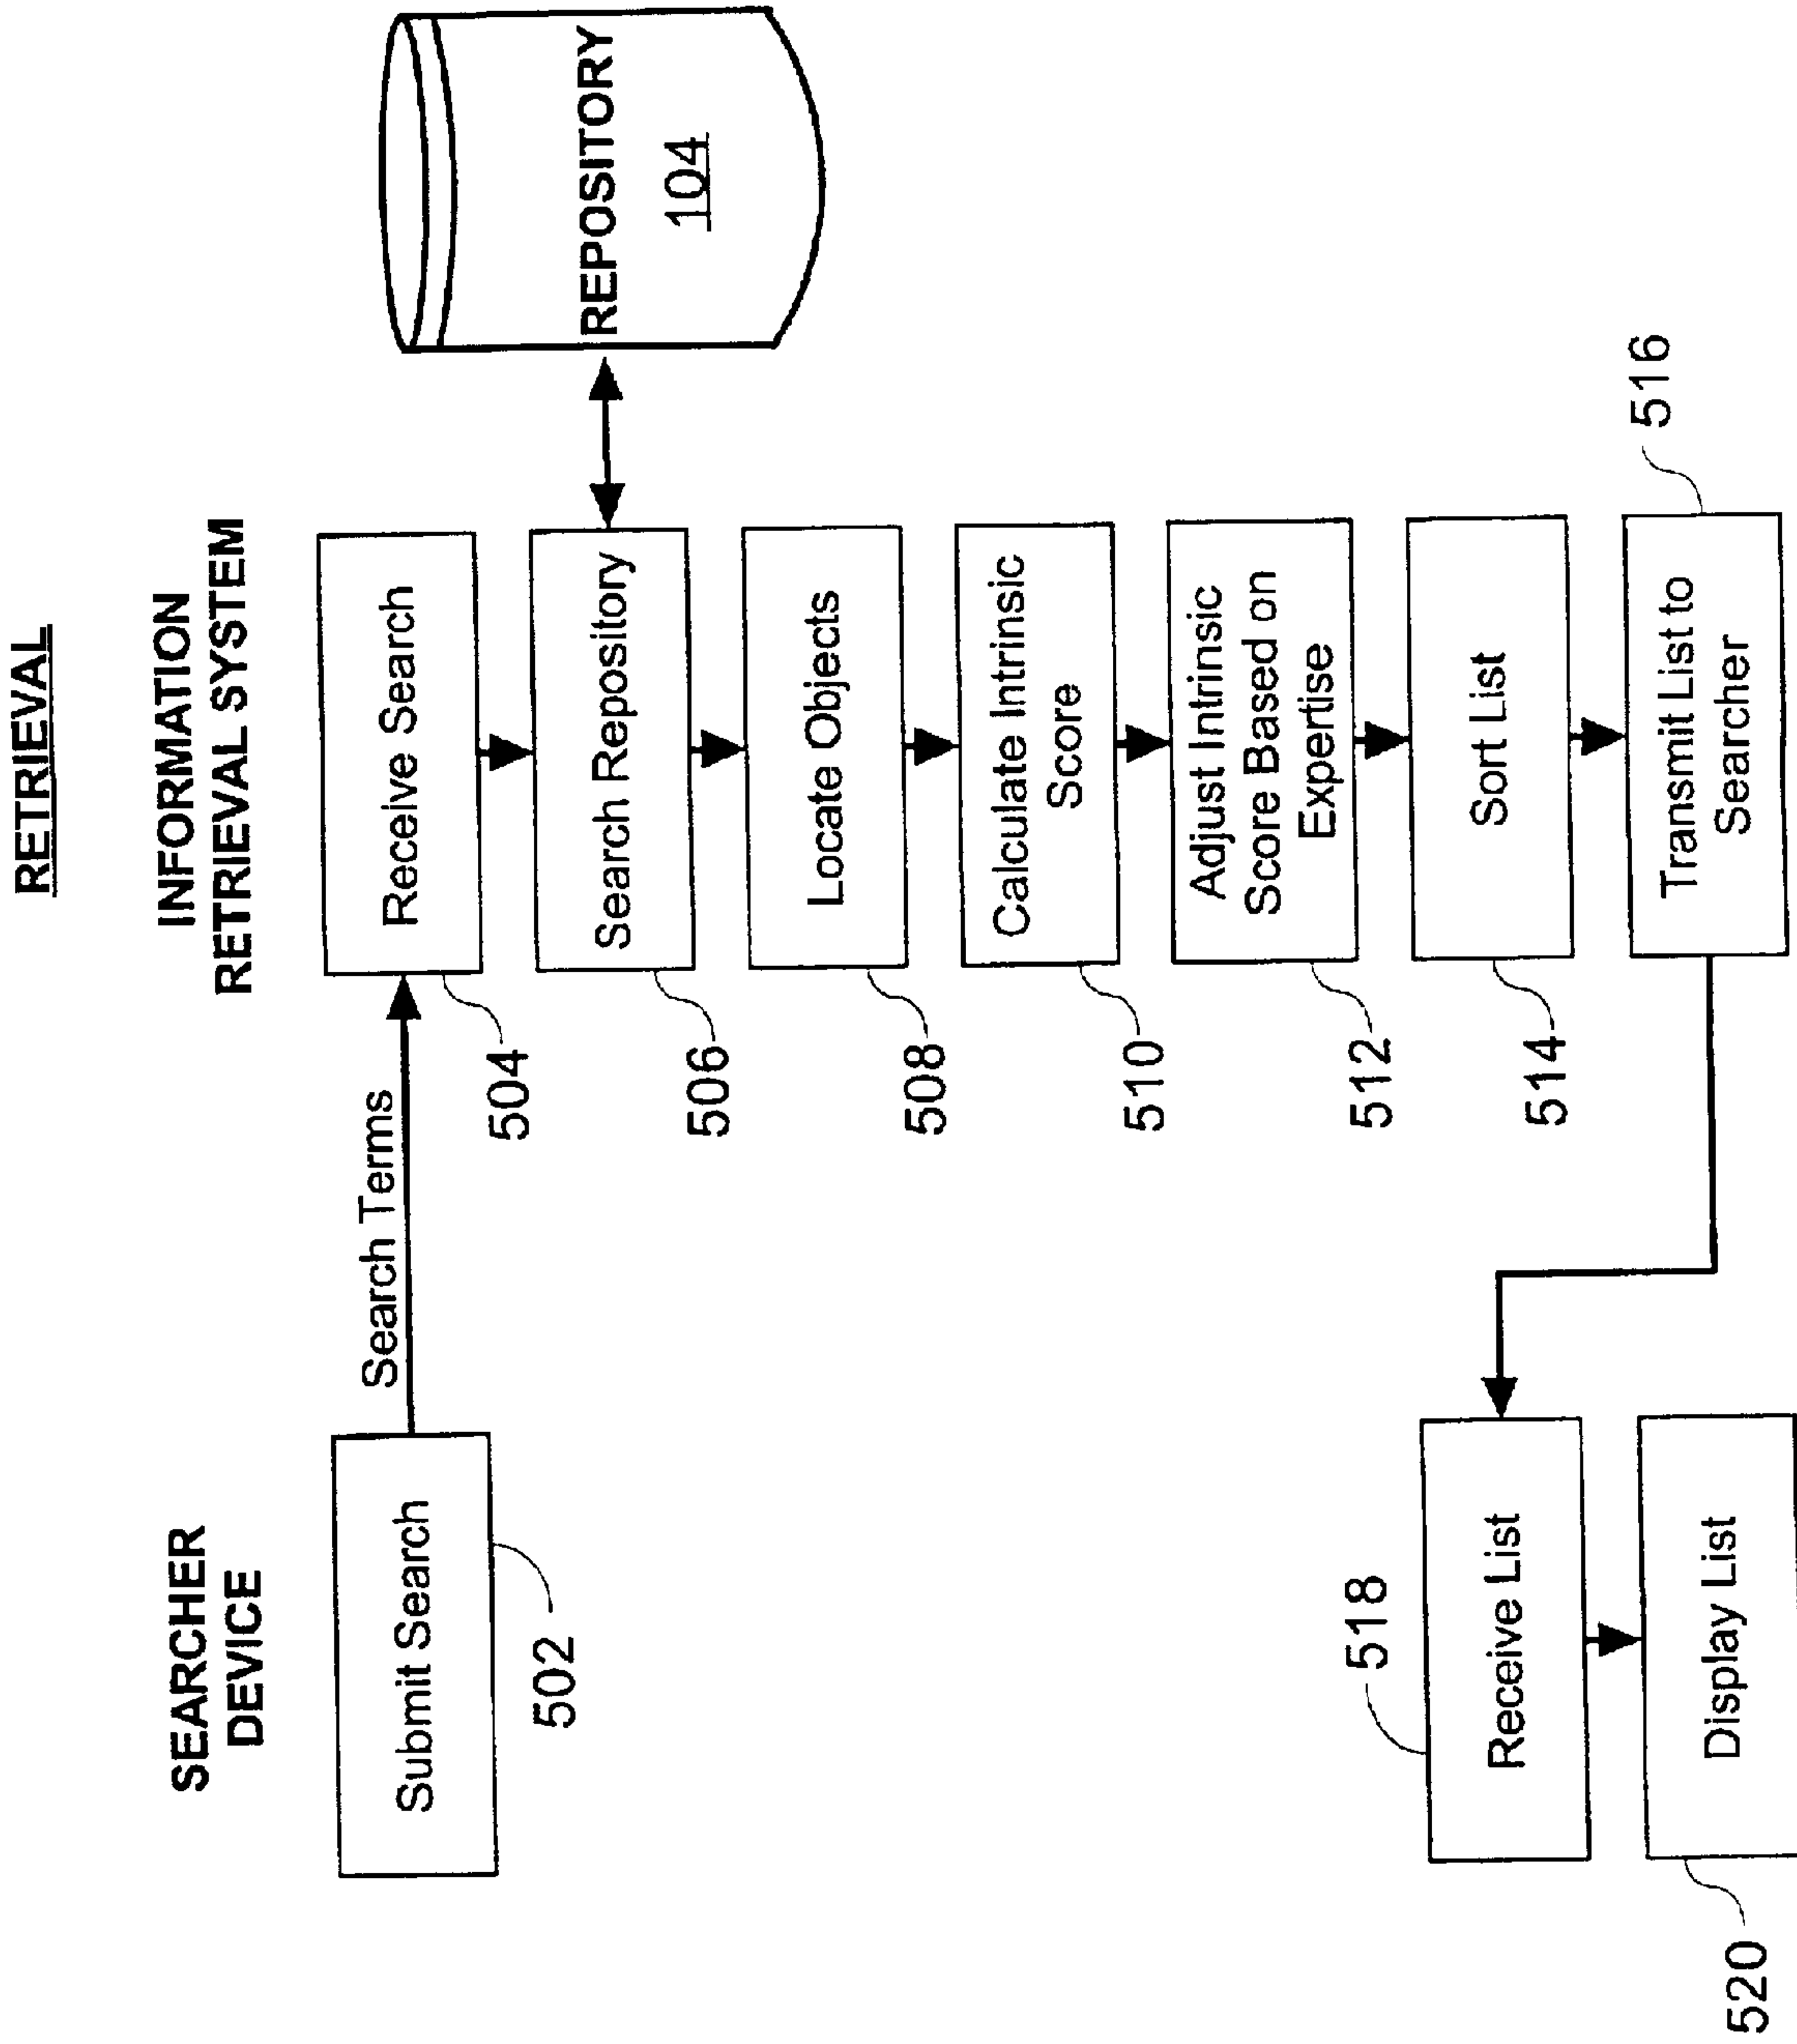 RETRIEVAL
SEARCHER
DEVICE
INFORMATION
RETRIEVAL SYSTEM
Submit Search
502
Search Terms
Receive Search
504
Search Repository
506
REPOSITORY
104
Locate Objects
508
Calculate Intrinsic
Score
510
Adjust Intrinsic
Score Based on
Expertise
512
Sort List
514
Transmit List to
Searcher
516
Receive List
518
Display List
520